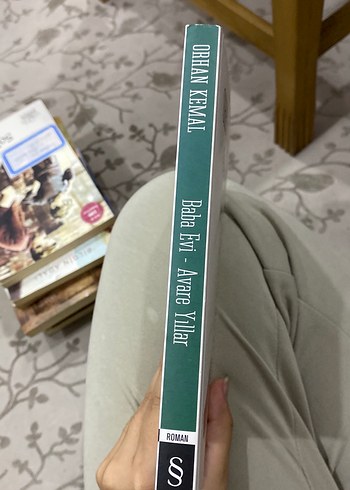 ORHAN KEMAL
Baba Evi - Avare Yıllar
ROMAN